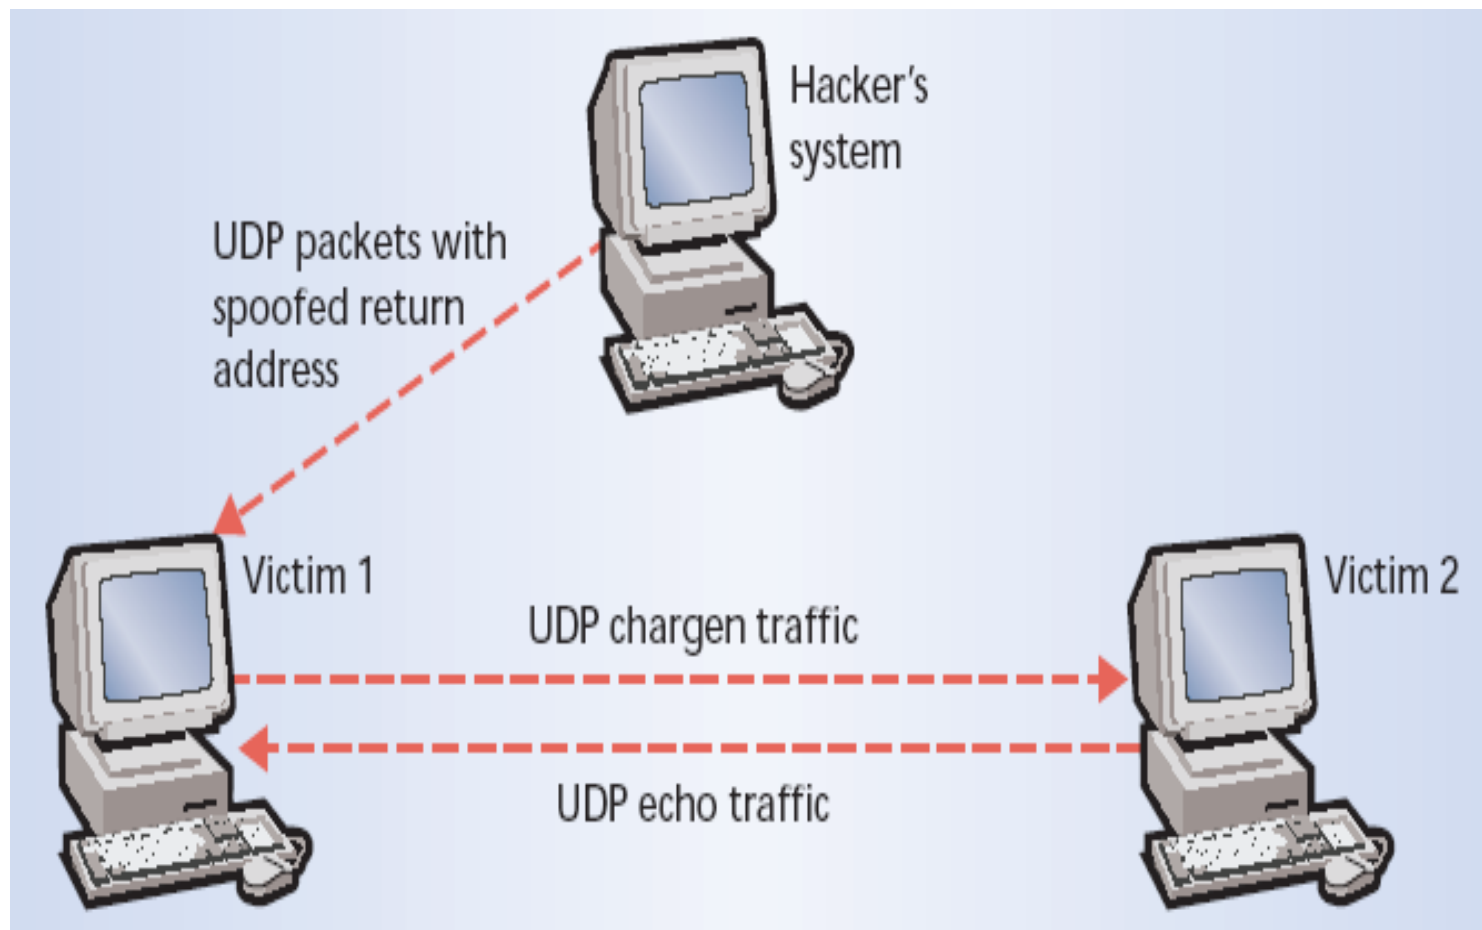 Hacker's
system
UDP packets with
spoofed return
address
Victim 1
Victim 2
UDP chargen traffic
UDP echo traffic